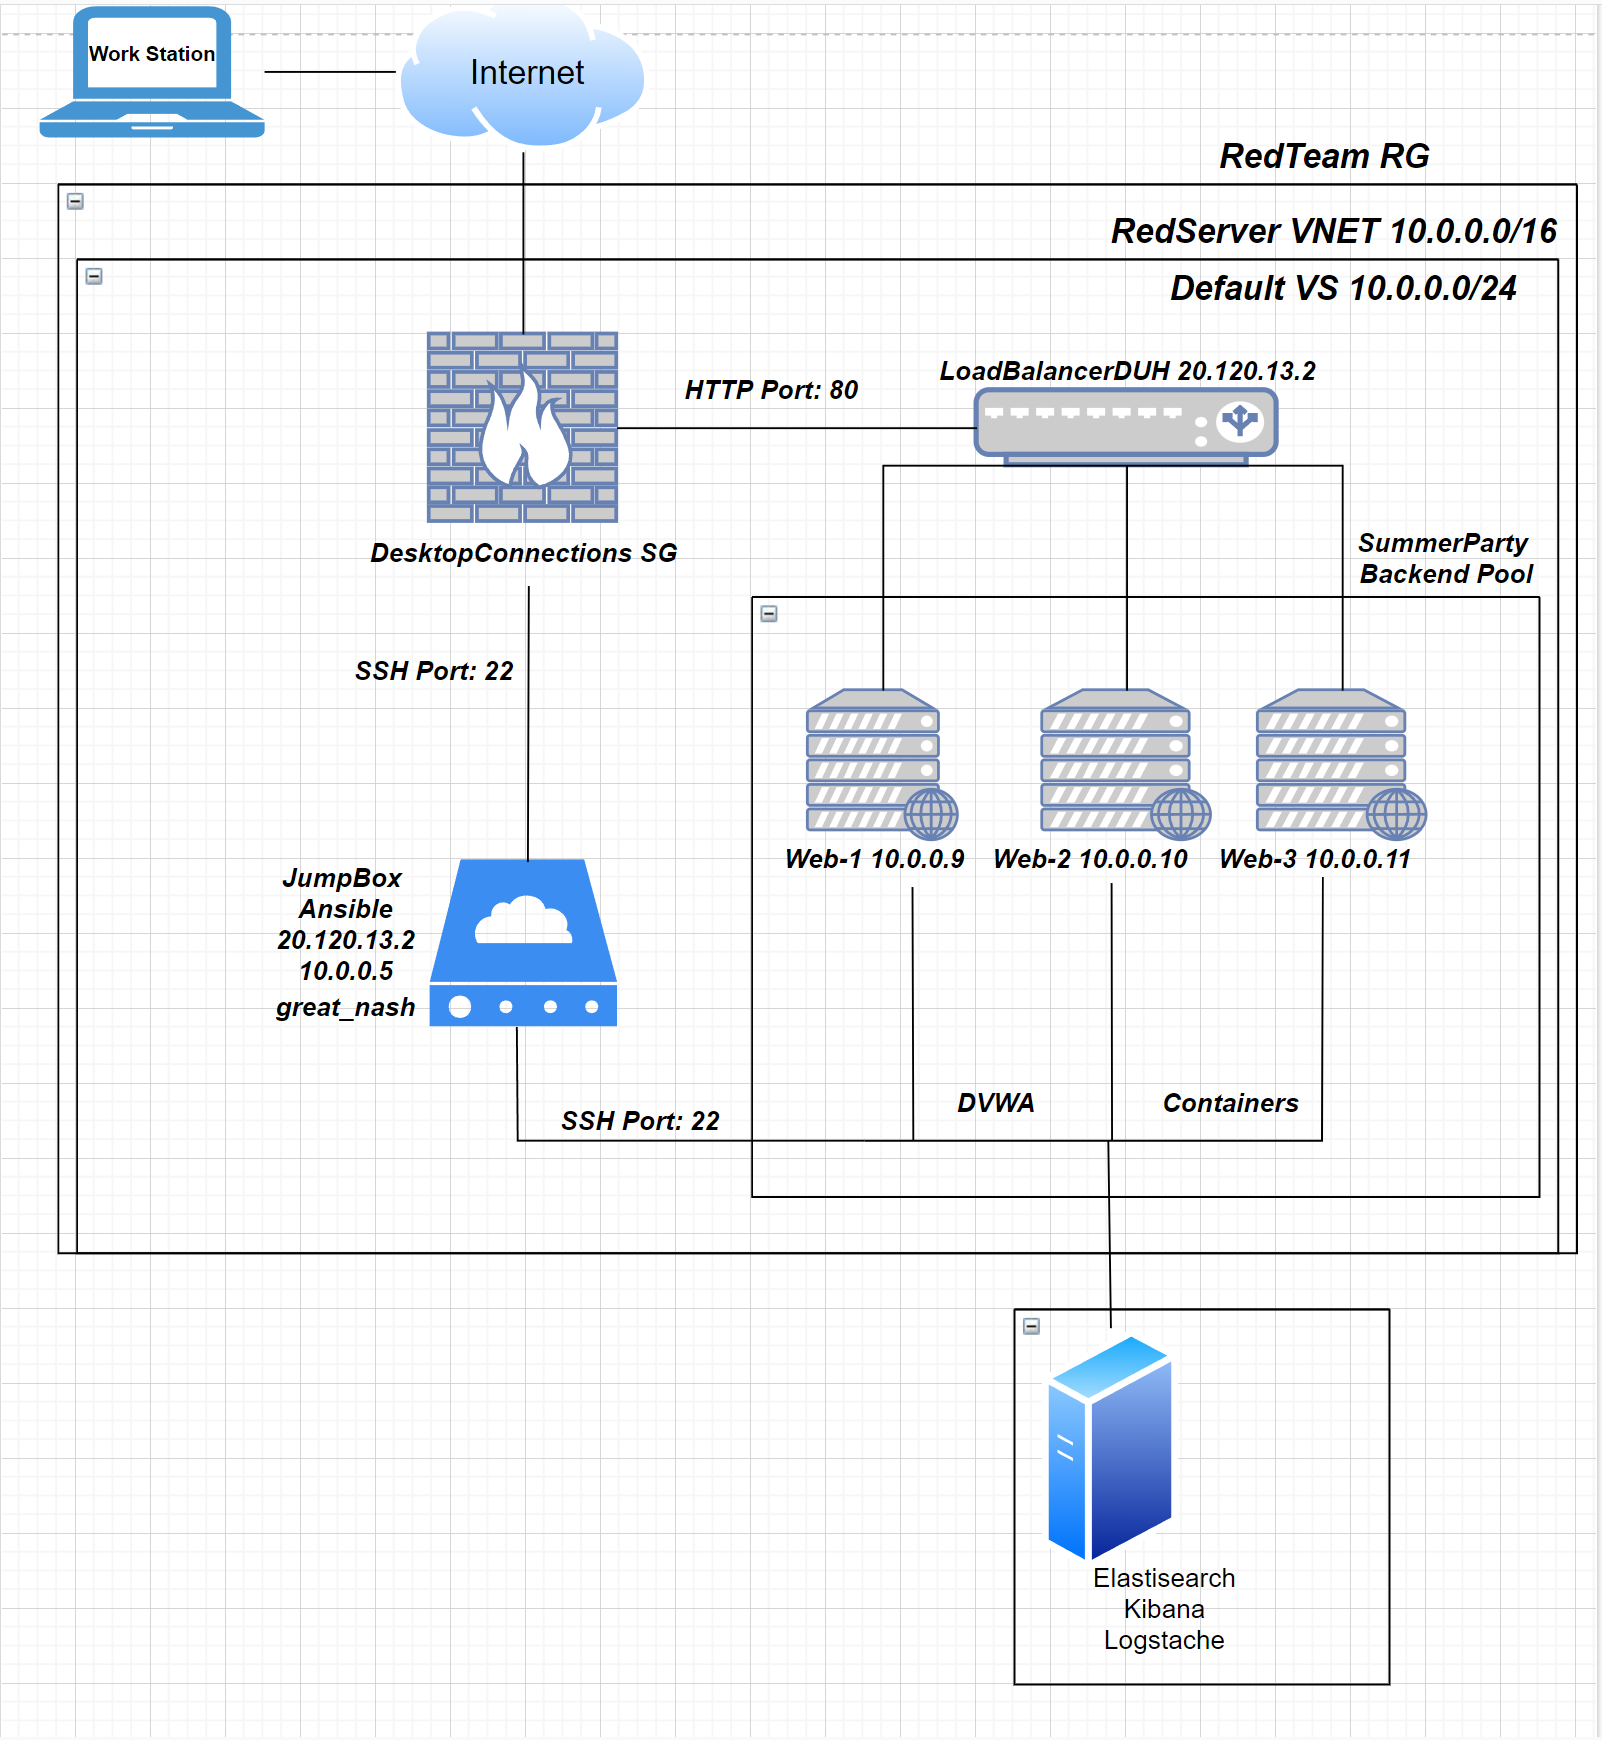 Work Station
Internet
RedTeam RG
RedServer VNET 10.0.0.0/16
Default VS 10.0.0.0/24
LoadBalancerDUH 20.120.13.2
HTTP Port: 80
DesktopConnections SG
SummerParty
Backend Pool
SSH Port: 22
Web-1 10.0.0.9
Web-2 10.0.0.10
Web-3 10.0.0.11
JumpBox
Ansible
20.120.13.2
10.0.0.5
great_nash
DVWA
Containers
SSH Port: 22
Elastisearch
Kibana
Logstache